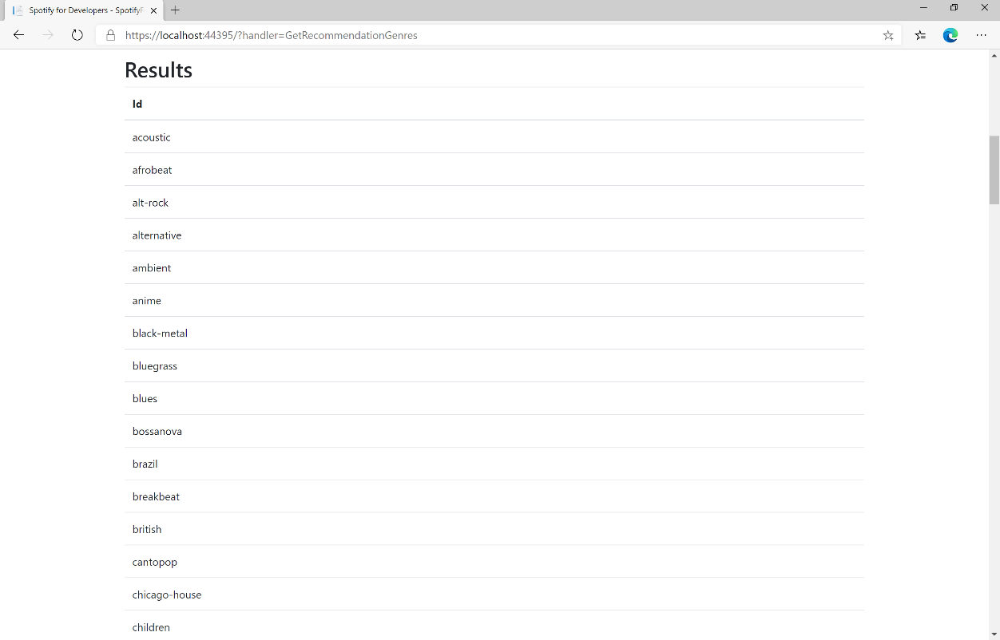 Spotify for Developers - SpotifyF
https://localhost:44395/?handler=GetRecommendationGenres
Results
Id
acoustic
afrobeat
alt-rock
alternative
ambient
anime
black-metal
bluegrass
blues
bossanova
brazil
breakbeat
british
cantopop
chicago-house
children